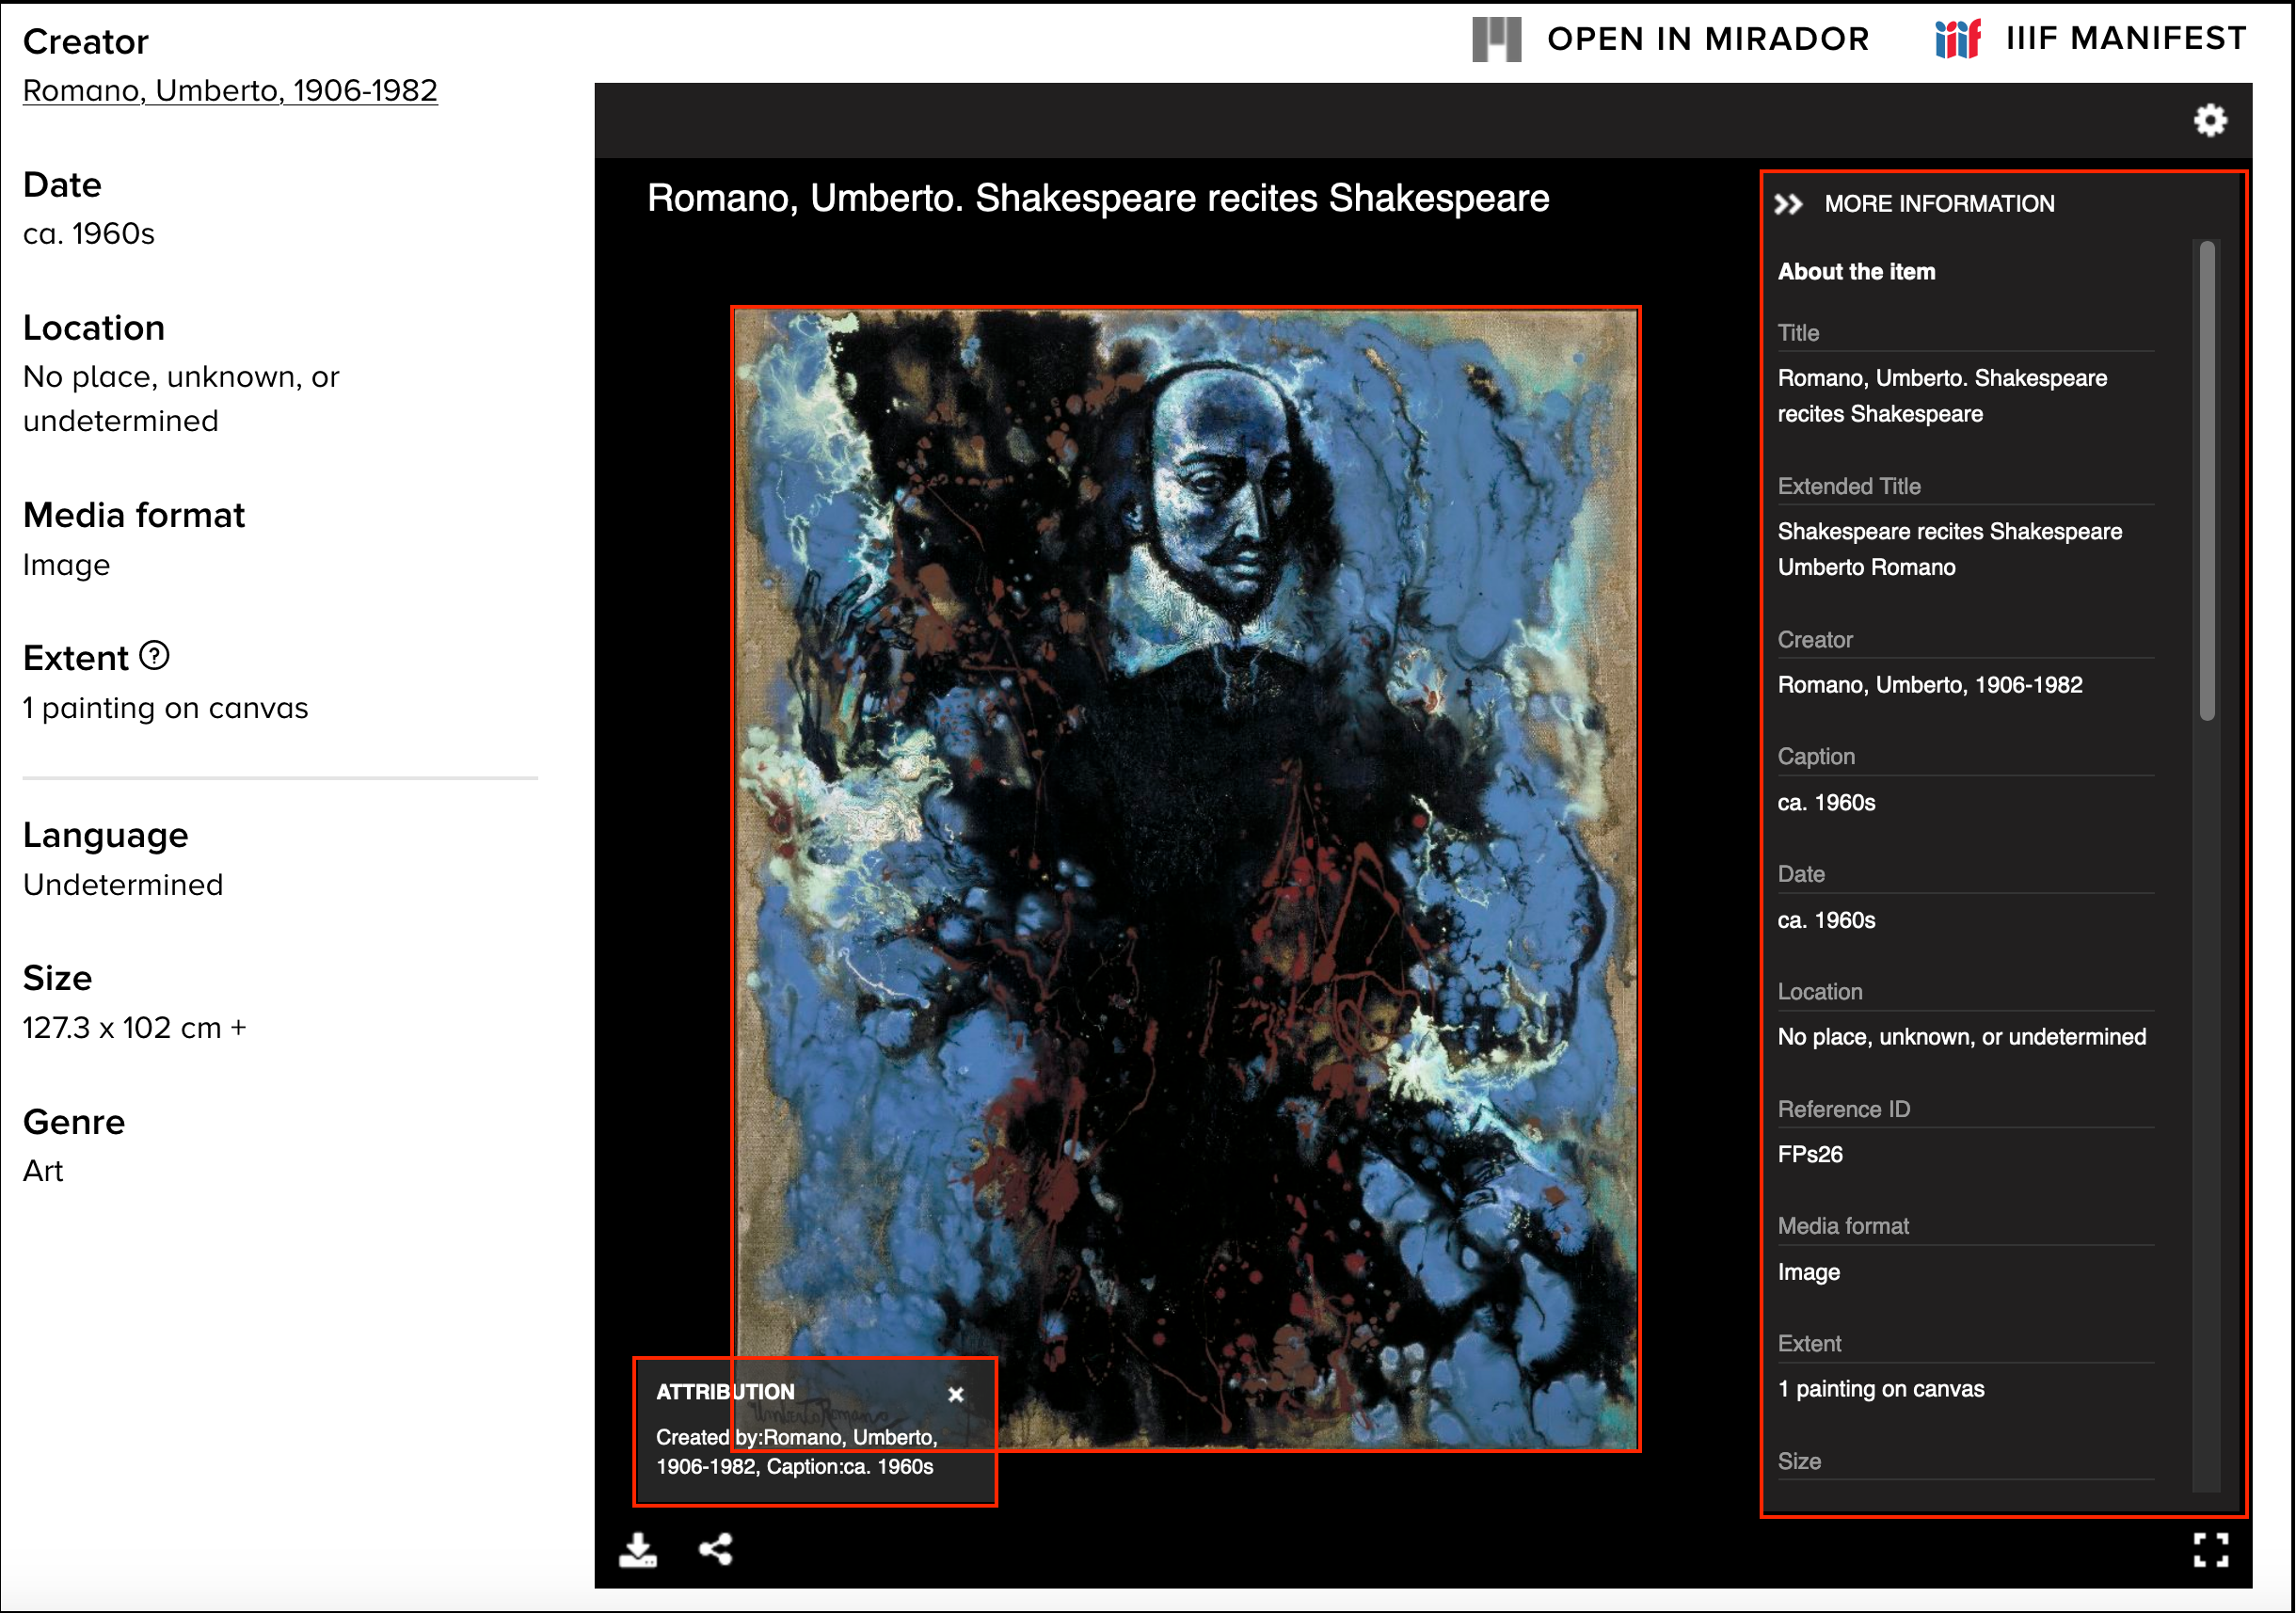 Creator
Romano, Umberto, 1906-1982
Date
ca. 1960s
Location
No place, unknown, or
undetermined
Media format
Image
Extent ?
1 painting on canvas
Language
Undetermined
Size
127.3 x 102 cm +
Genre
Art
OPEN IN MIRADOR
iiif IIIF MANIFEST
Romano, Umberto. Shakespeare recites Shakespeare
Umberto Romano
ATTRIBUTION
Created by:Romano, Umberto,
1906-1982, Caption:ca. 1960s
MORE INFORMATION
About the item
Title
Romano, Umberto. Shakespeare
recites Shakespeare
Extended Title
Shakespeare recites Shakespeare
Umberto Romano
Creator
Romano, Umberto, 1906-1982
Caption
ca. 1960s
Date
ca. 1960s
Location
No place, unknown, or undetermined
Reference ID
FPs26
Media format
Image
Extent
1 painting on canvas
Size